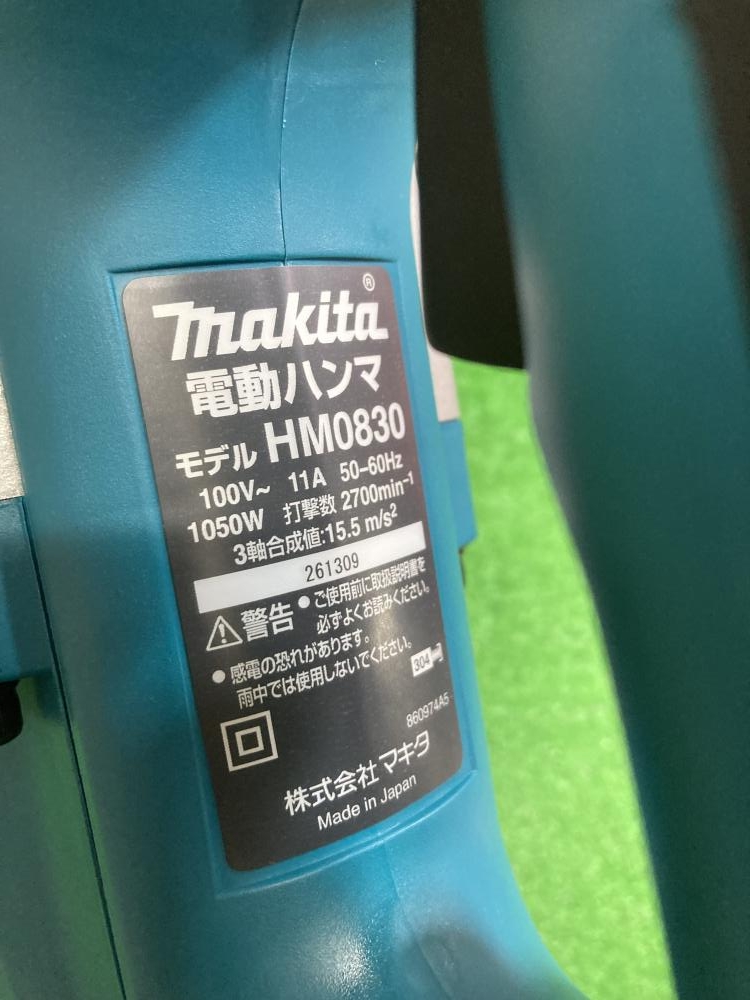 makita®
電動ハンマ
モデル HM0830
100V~ 11A 50-60Hz
1050W 打撃数 2700min⁻¹
3軸合成値:15.5 m/s²
261309
警告 ●ご使用前に取扱説明書を
必ずよくお読みください。
●感電の恐れがあります。
雨中では使用しないでください。
304
860974A5
株式会社マキタ
Made in Japan